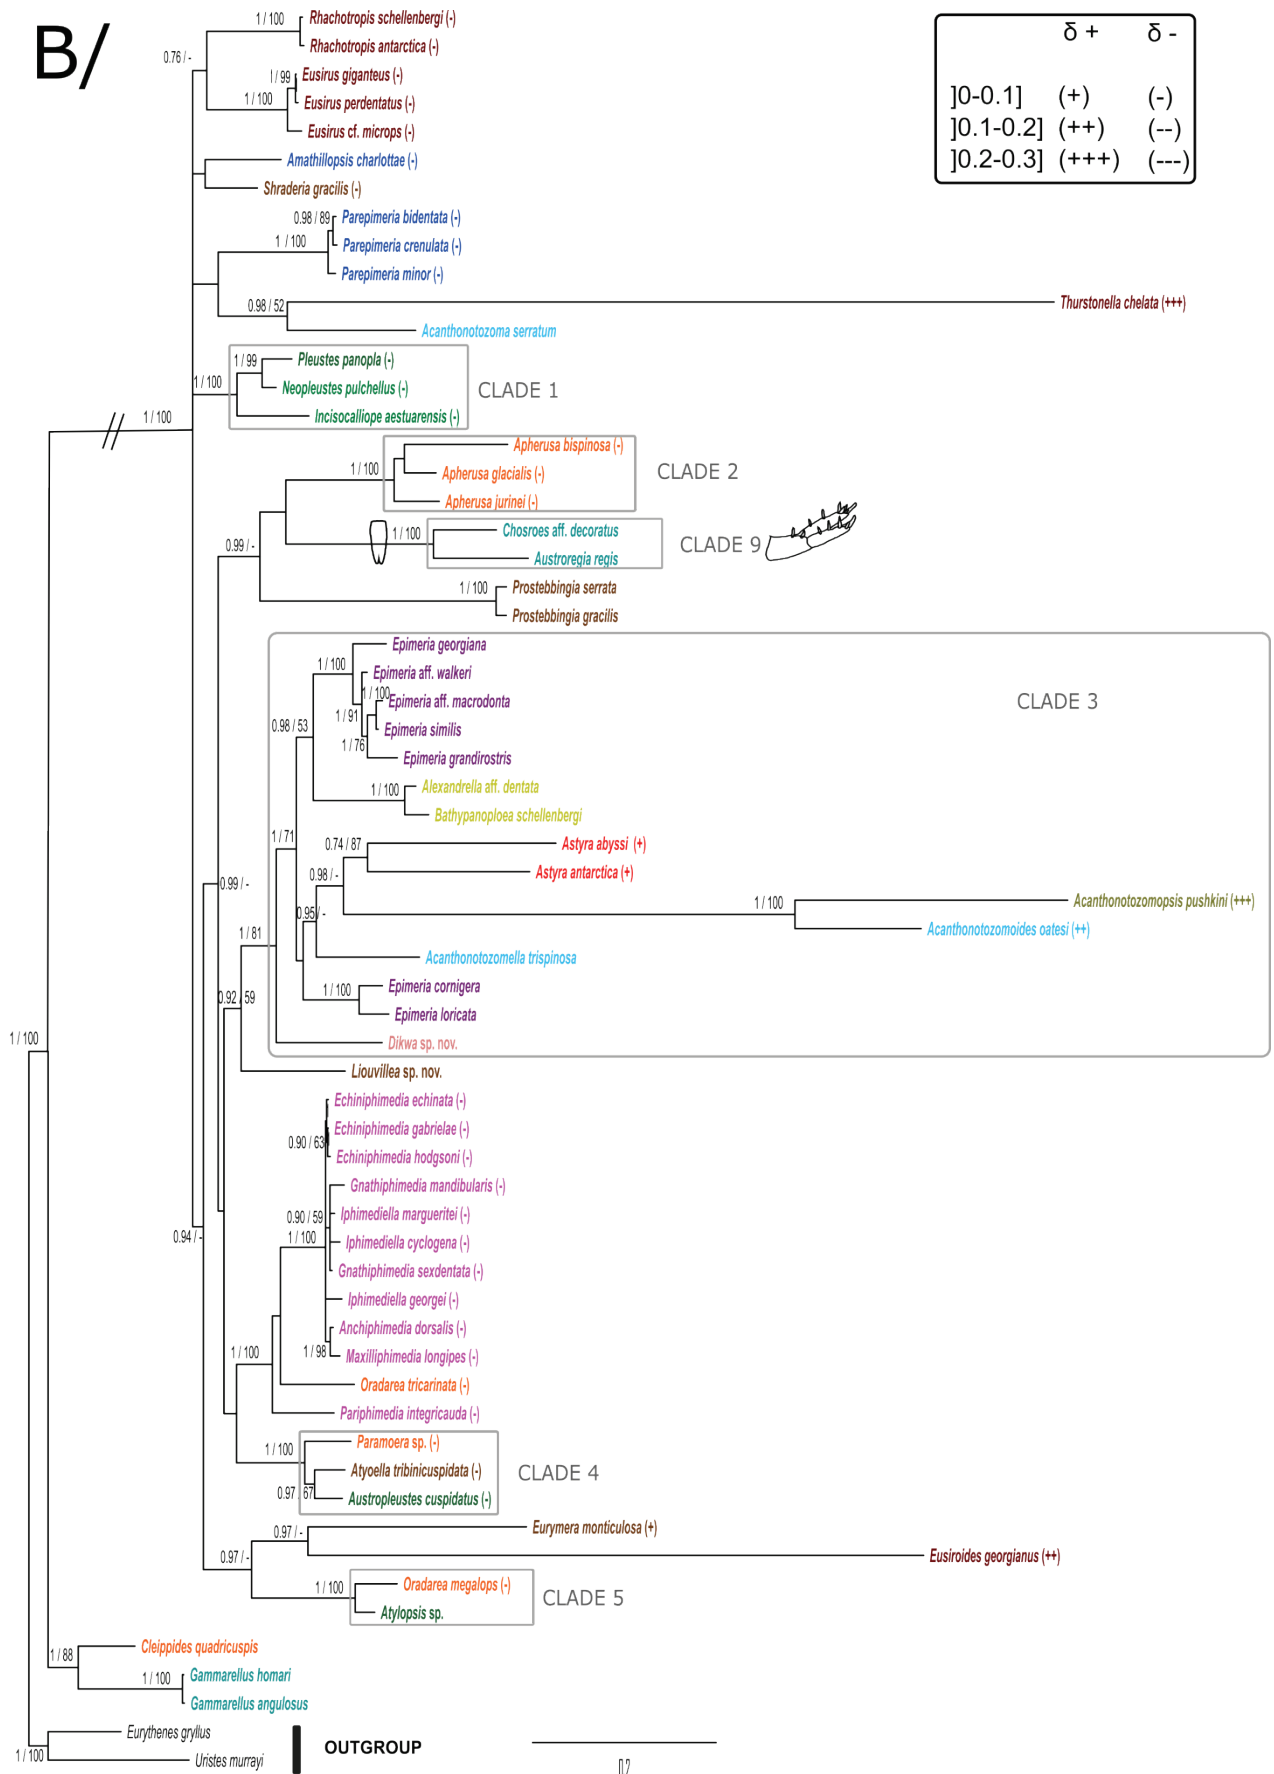 B/
δ + δ -
]0-0.1] (+) (-)
]0.1-0.2] (++) (--)
]0.2-0.3] (+++) (---)
1 / 100 Rhachotropis schellenbergi (-)
Rhachotropis antarctica (-)
0.76 / -
1 / 99 Eusirus giganteus (-)
1 / 100 Eusirus perdentatus (-)
Eusirus cf. microps (-)
Amathillopsis charlottae (-)
Shraderia gracilis (-)
0.98 / 89 Parepimeria bidentata (-)
1 / 100 Parepimeria crenulata (-)
Parepimeria minor (-)
0.98 / 52 Thurstonella chelata (+++)
Acanthonotozoma serratum
1 / 99 Pleustes panopla (-)
1 / 100 Neopleustes pulchellus (-) CLADE 1
Incisocalliope aestuarensis (-)
1 / 100
Apherusa bispinosa (-)
1 / 100 Apherusa glacialis (-) CLADE 2
Apherusa jurinei (-)
1 / 100 Chosroes aff. decoratus
0.99 / - CLADE 9
Austroregia regis
1 / 100 Prostebbingia serrata
Prostebbingia gracilis
Epimeria georgiana
1 / 100 Epimeria aff. walkeri
1 / 100 Epimeria aff. macrodonta CLADE 3
0.98 / 53 1 / 91 Epimeria similis
1 / 76 Epimeria grandirostris
1 / 100 Alexandrella aff. dentata
Bathypanoploea schellenbergi
1 / 71 0.74 / 87 Astyra abyssi (+)
0.98 / - Astyra antarctica (+)
0.99 / -
1 / 100 Acanthonotozomopsis pushkini (+++)
0.95 / - Acanthonotozomoides oatesi (++)
1 / 81 Acanthonotozomella trispinosa
0.92 / 59 1 / 100 Epimeria cornigera
Epimeria loricata
1 / 100 Dikwa sp. nov.
Liouvillea sp. nov.
Echiniphimedia echinata (-)
0.90 / 63 Echiniphimedia gabrielae (-)
Echiniphimedia hodgsoni (-)
Gnathiphimedia mandibularis (-)
0.90 / 59 Iphimediella margueritei (-)
0.94 / - 1 / 100 Iphimediella cyclogena (-)
Gnathiphimedia sexdentata (-)
Iphimediella georgei (-)
Anchiphimedia dorsalis (-)
1 / 100 1 / 98 Maxilliphimedia longipes (-)
Oradarea tricarinata (-)
Pariphimedia integricauda (-)
1 / 100 Paramoera sp. (-)
Atyoella tribinicuspidata (-) CLADE 4
0.97 / 67 Austropleustes cuspidatus (-)
0.97 / - Eurymera monticulosa (+)
0.97 / - Eusiroides georgianus (++)
1 / 100 Oradarea megalops (-) CLADE 5
Atylopsis sp.
1 / 88 Cleippides quadricuspis
1 / 100 Gammarellus homari
Gammarellus angulosus
Eurythenes gryllus
1 / 100 Uristes murrayi OUTGROUP
0.2